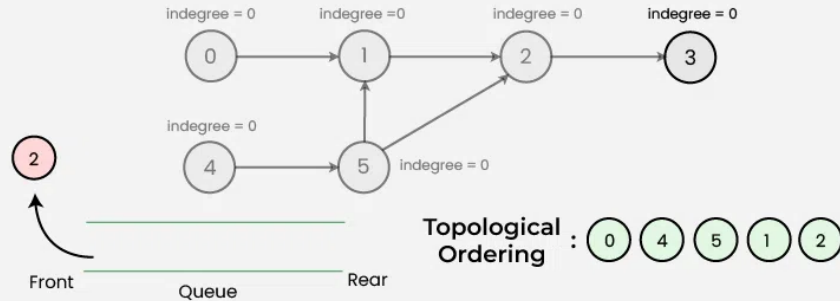 indegree = 0
indegree =0
indegree = 0
indegree = 0
0
1
2
3
indegree = 0
2
4
5
indegree = 0
Topological
Ordering
:
0
4
5
1
2
Front
Queue
Rear